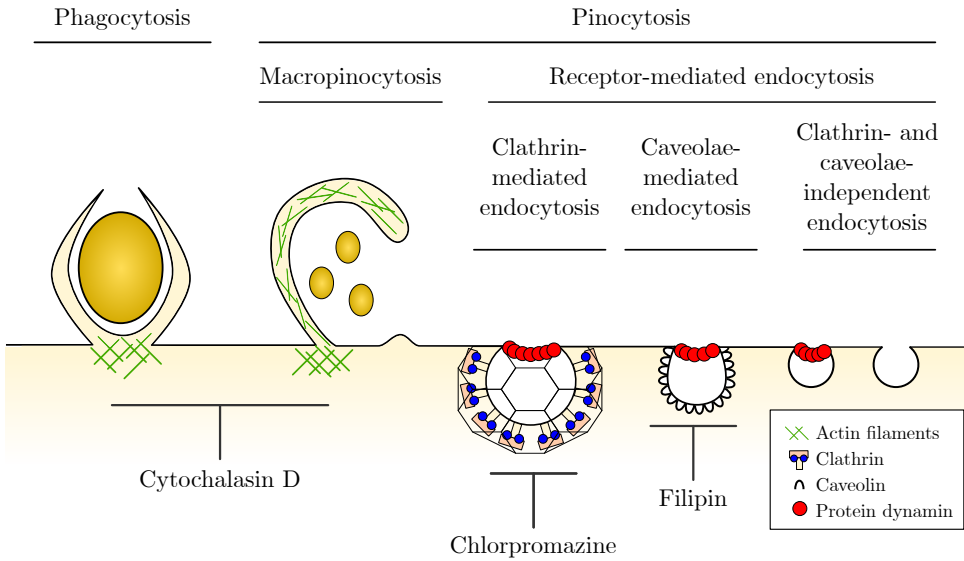 Phagocytosis
Pinocytosis
Macropinocytosis
Receptor-mediated endocytosis
Clathrin-
mediated
endocytosis
Caveolae-
mediated
endocytosis
Clathrin- and
caveolae-
independent
endocytosis
Cytochalasin D
Chlorpromazine
Filipin
Actin filaments
Clathrin
Caveolin
Protein dynamin